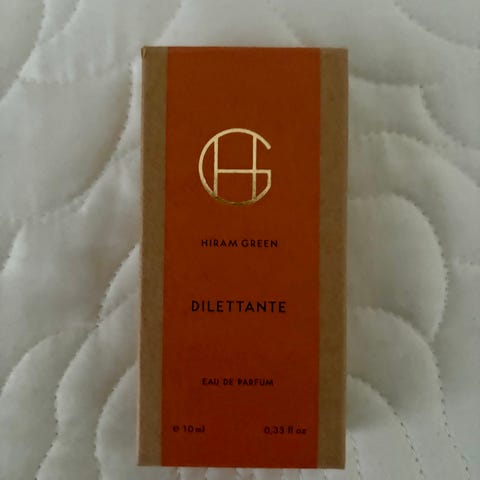 HG
HIRAM GREEN
DILETTANTE
EAU DE PARFUM
℮ 10 ml 0,33 fl oz